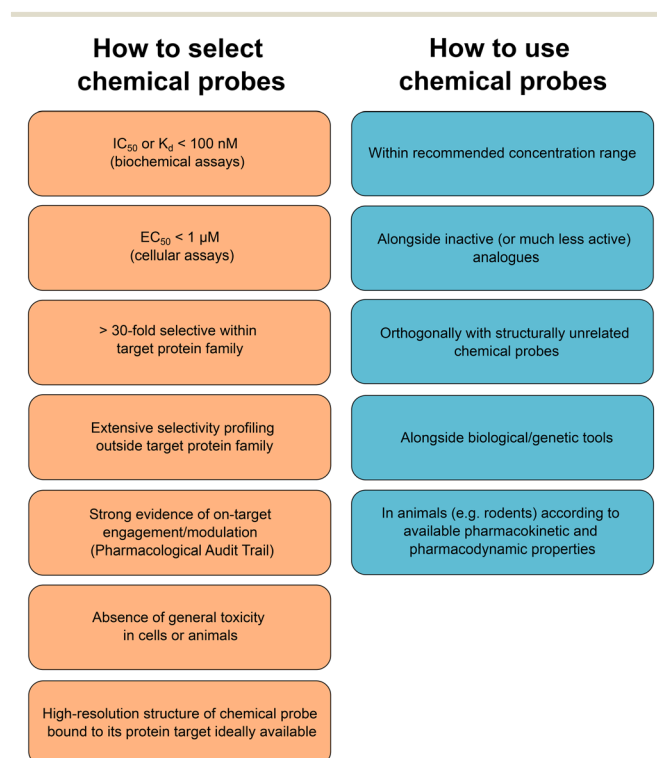 How to select
chemical probes
IC50 or Kd < 100 nM
(biochemical assays)
EC50 < 1 μM
(cellular assays)
> 30-fold selective within
target protein family
Extensive selectivity profiling
outside target protein family
Strong evidence of on-target
engagement/modulation
(Pharmacological Audit Trail)
Absence of general toxicity
in cells or animals
High-resolution structure of chemical probe
bound to its protein target ideally available
How to use
chemical probes
Within recommended concentration range
Alongside inactive (or much less active)
analogues
Orthogonally with structurally unrelated
chemical probes
Alongside biological/genetic tools
In animals (e.g. rodents) according to
available pharmacokinetic and
pharmacodynamic properties